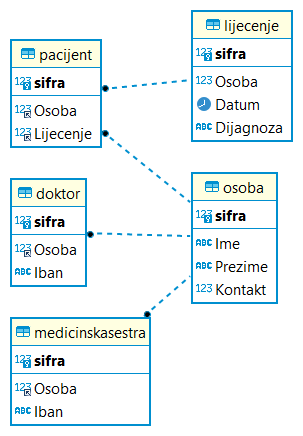 pacijent
123 sifra
123 Osoba
123 Lijecenje
lijecenje
123 sifra
123 Osoba
Datum
ABC Dijagnoza
doktor
123 sifra
123 Osoba
ABC Iban
osoba
123 sifra
ABC Ime
ABC Prezime
123 Kontakt
medicinskasestra
123 sifra
123 Osoba
ABC Iban